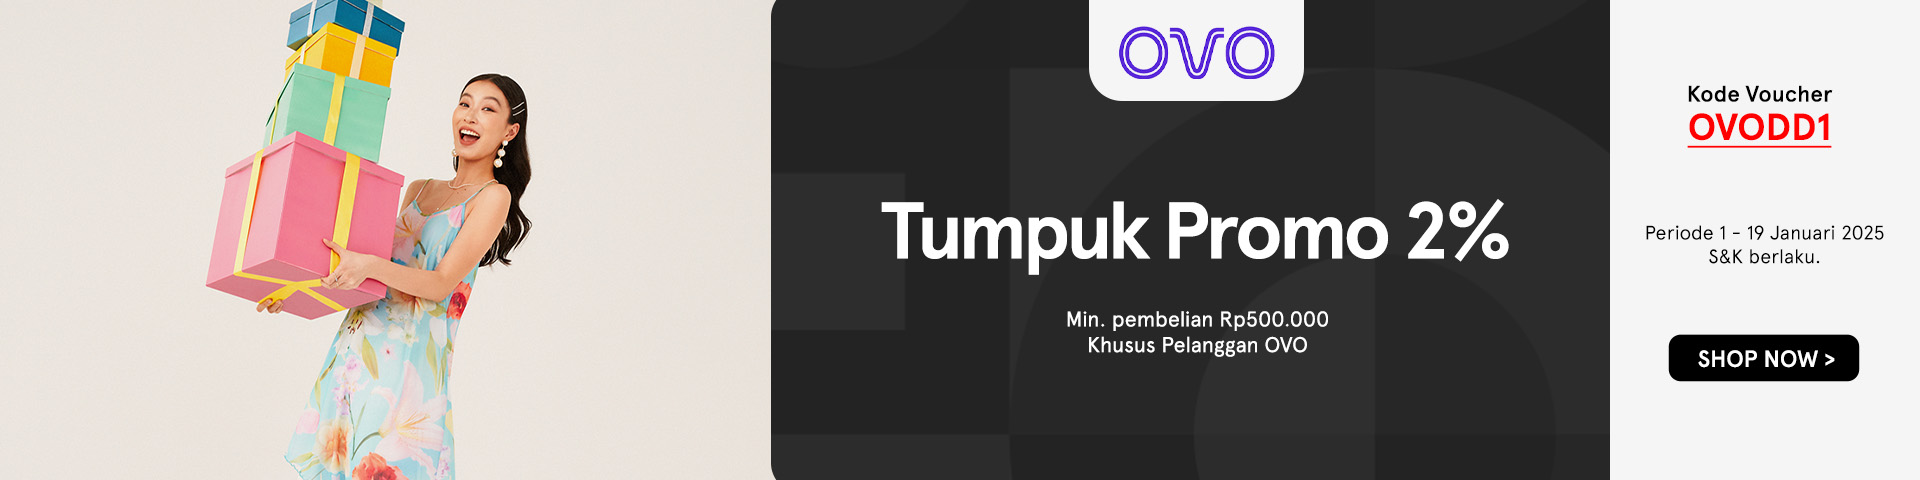 OVO
Tumpuk Promo 2%
Min. pembelian Rp500.000
Khusus Pelanggan OVO
Kode Voucher
OVODD1
Periode 1 - 19 Januari 2025
S&K berlaku.
SHOP NOW >